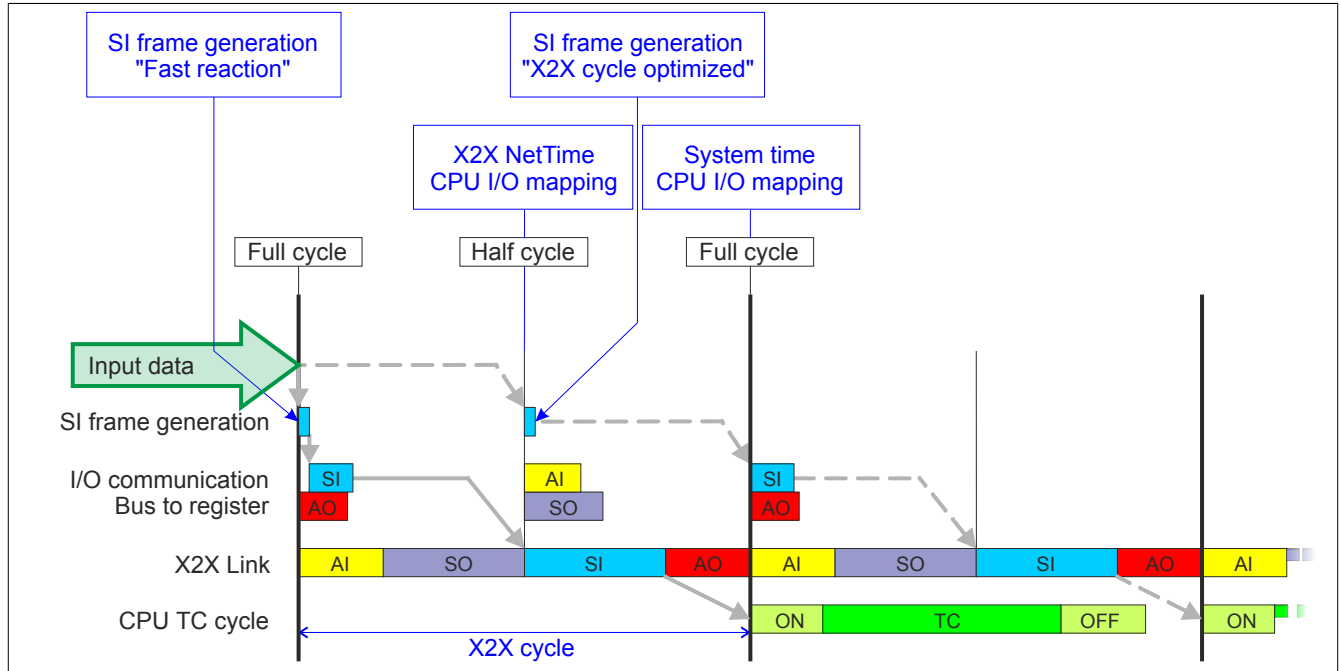 SI frame generation
"Fast reaction"
SI frame generation
"X2X cycle optimized"
X2X NetTime
CPU I/O mapping
System time
CPU I/O mapping
Full cycle
Half cycle
Full cycle
Input data
SI frame generation
I/O communication
Bus to register
SI
AO
AI
SO
SI
AO
X2X Link
AI
SO
SI
AO
AI
SO
SI
AO
AI
CPU TC cycle
ON
TC
OFF
ON
X2X cycle